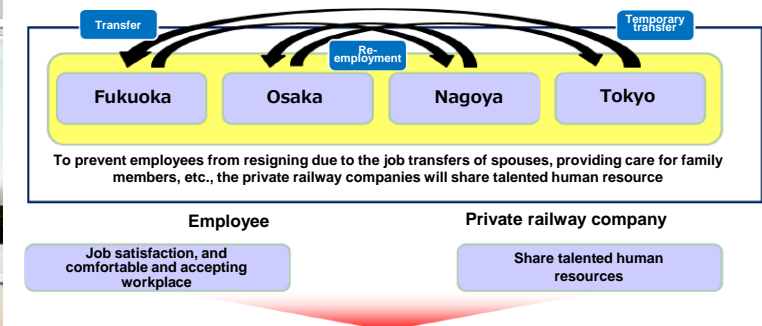 Transfer
Temporary
transfer
Re-
employment
Fukuoka
Osaka
Nagoya
Tokyo
To prevent employees from resigning due to the job transfers of spouses, providing care for family
members, etc., the private railway companies will share talented human resource
Employee
Private railway company
Job satisfaction, and
comfortable and accepting
workplace
Share talented human
resources